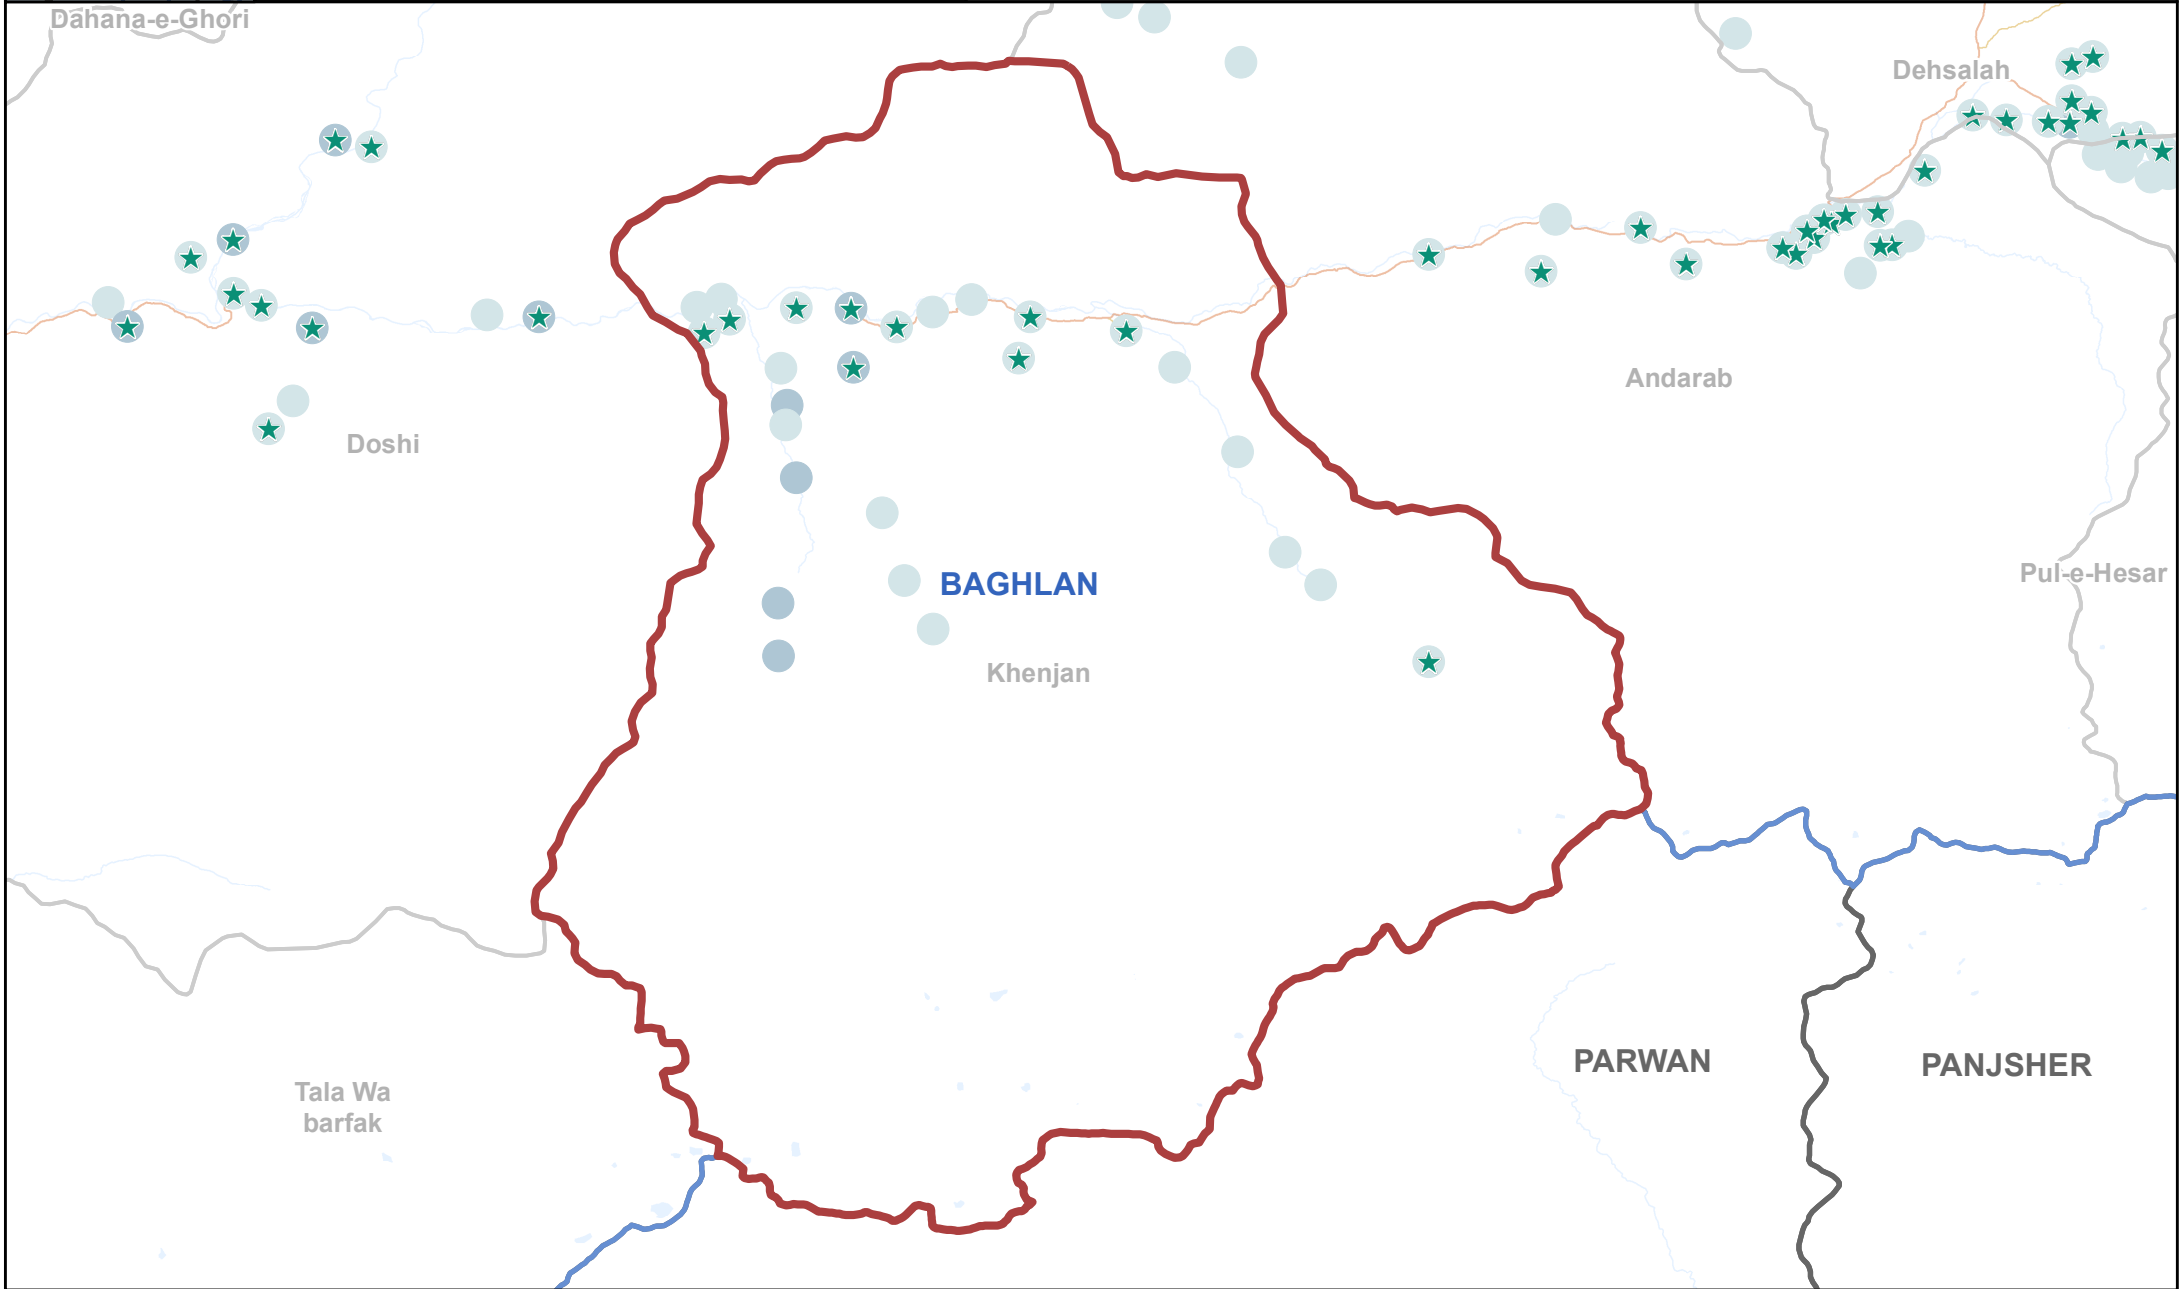 Dahana-e-Ghori
Dehsalah
Andarab
Doshi
Pul-e-Hesar
BAGHLAN
Khenjan
PARWAN
PANJSHER
Tala Wa
barfak